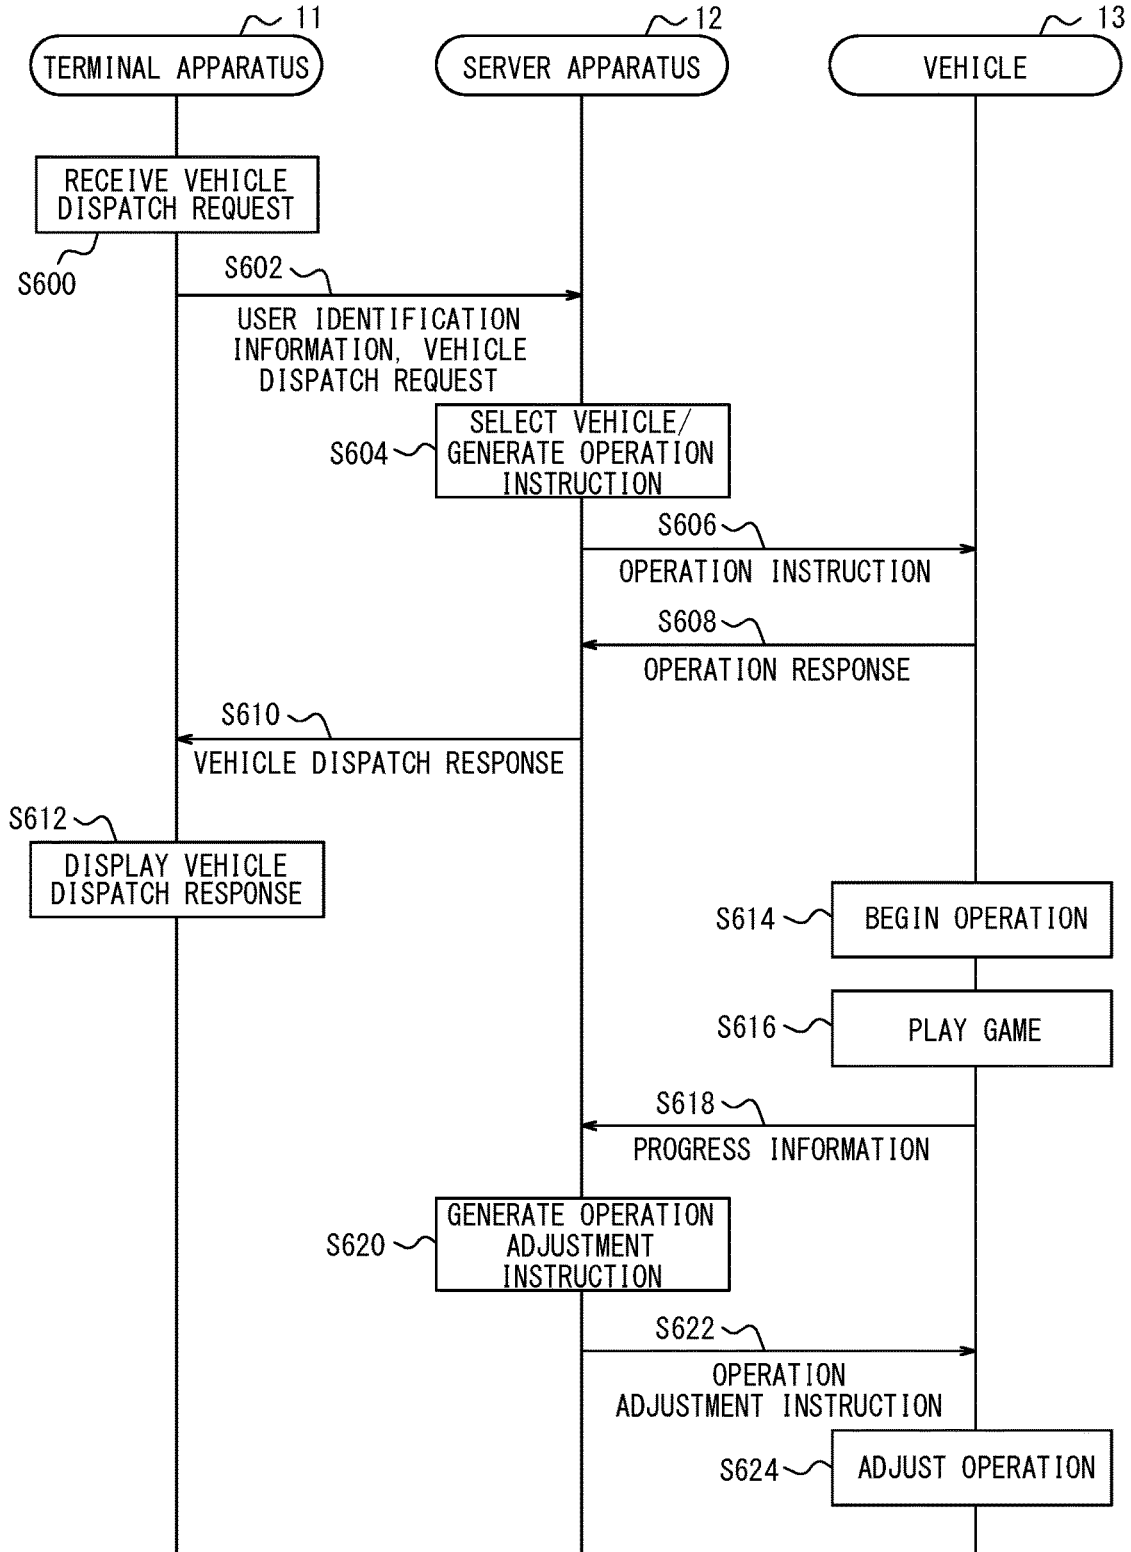 11
12
13
TERMINAL APPARATUS
SERVER APPARATUS
VEHICLE
RECEIVE VEHICLE
DISPATCH REQUEST
S600
S602
USER IDENTIFICATION
INFORMATION, VEHICLE
DISPATCH REQUEST
S604
SELECT VEHICLE/
GENERATE OPERATION
INSTRUCTION
S606
OPERATION INSTRUCTION
S608
OPERATION RESPONSE
S610
VEHICLE DISPATCH RESPONSE
S612
DISPLAY VEHICLE
DISPATCH RESPONSE
S614
BEGIN OPERATION
S616
PLAY GAME
S618
PROGRESS INFORMATION
S620
GENERATE OPERATION
ADJUSTMENT
INSTRUCTION
S622
OPERATION
ADJUSTMENT INSTRUCTION
S624
ADJUST OPERATION